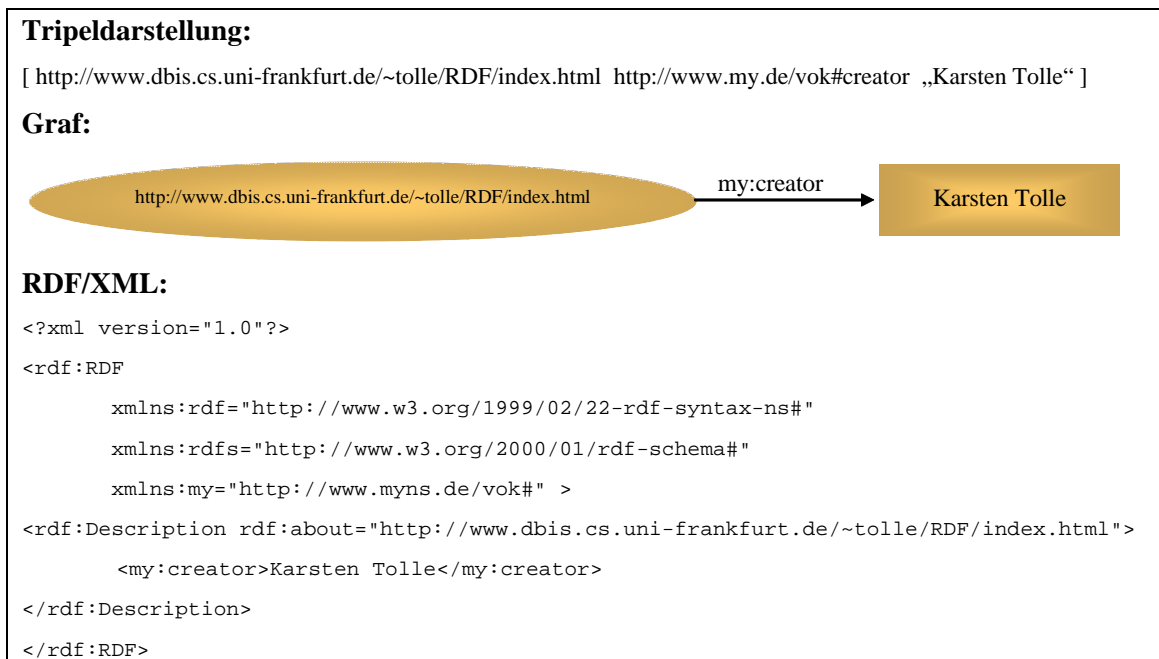 Tripeldarstellung:
[ http://www.dbis.cs.uni-frankfurt.de/~tolle/RDF/index.html  http://www.my.de/vok#creator  „Karsten Tolle“ ]
Graf:
http://www.dbis.cs.uni-frankfurt.de/~tolle/RDF/index.html
my:creator
Karsten Tolle
RDF/XML:
<?xml version="1.0"?>
<rdf:RDF
xmlns:rdf="http://www.w3.org/1999/02/22-rdf-syntax-ns#"
xmlns:rdfs="http://www.w3.org/2000/01/rdf-schema#"
xmlns:my="http://www.myns.de/vok#" >
<rdf:Description rdf:about="http://www.dbis.cs.uni-frankfurt.de/~tolle/RDF/index.html">
<my:creator>Karsten Tolle</my:creator>
</rdf:Description>
</rdf:RDF>